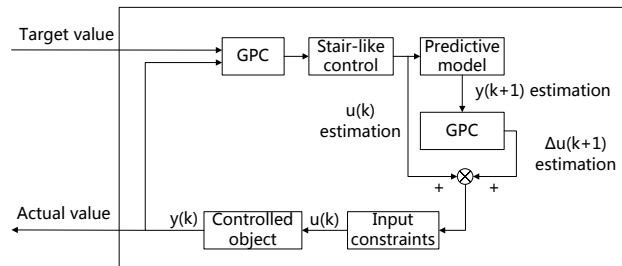 Target value
GPC
Stair-like
control
Predictive
model
y(k+1) estimation
u(k)
estimation
GPC
Δu(k+1)
estimation
+
+
Actual value
y(k)
Controlled
object
u(k)
Input
constraints